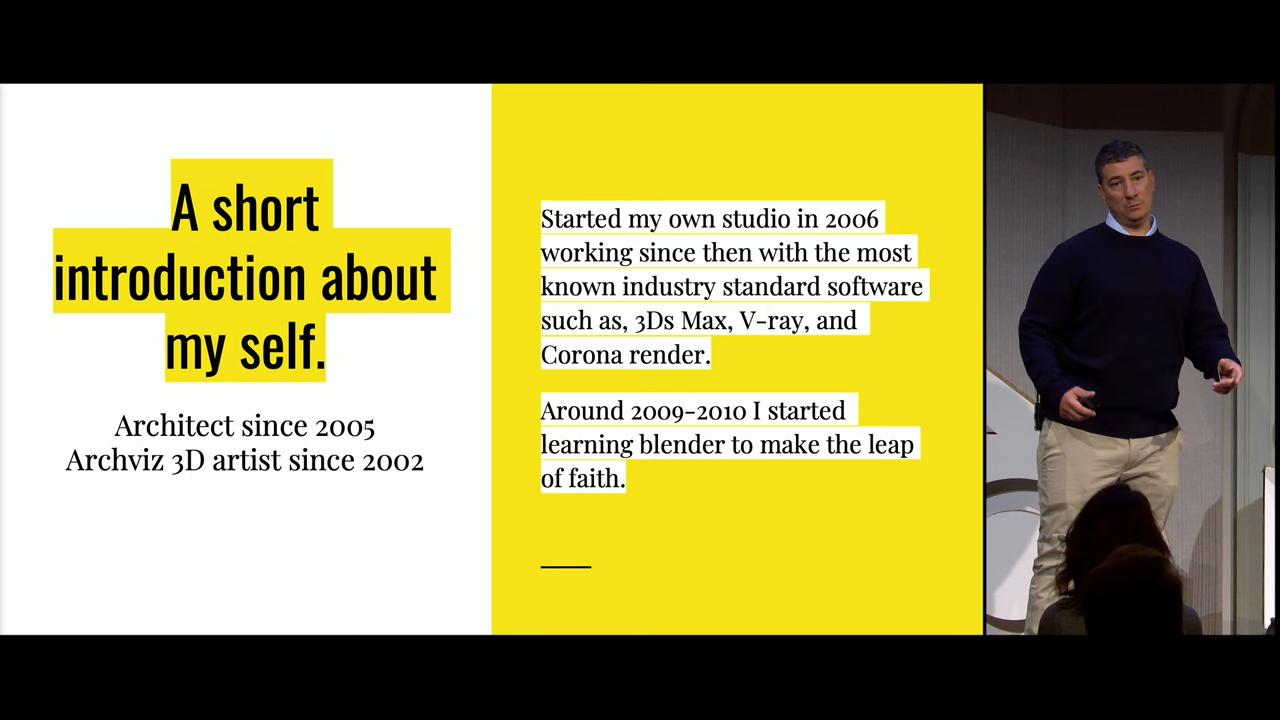 A short
introduction about
my self.
Architect since 2005
Archviz 3D artist since 2002
Started my own studio in 2006
working since then with the most
known industry standard software
such as, 3Ds Max, V-ray, and
Corona render.
Around 2009-2010 I started
learning blender to make the leap
of faith.